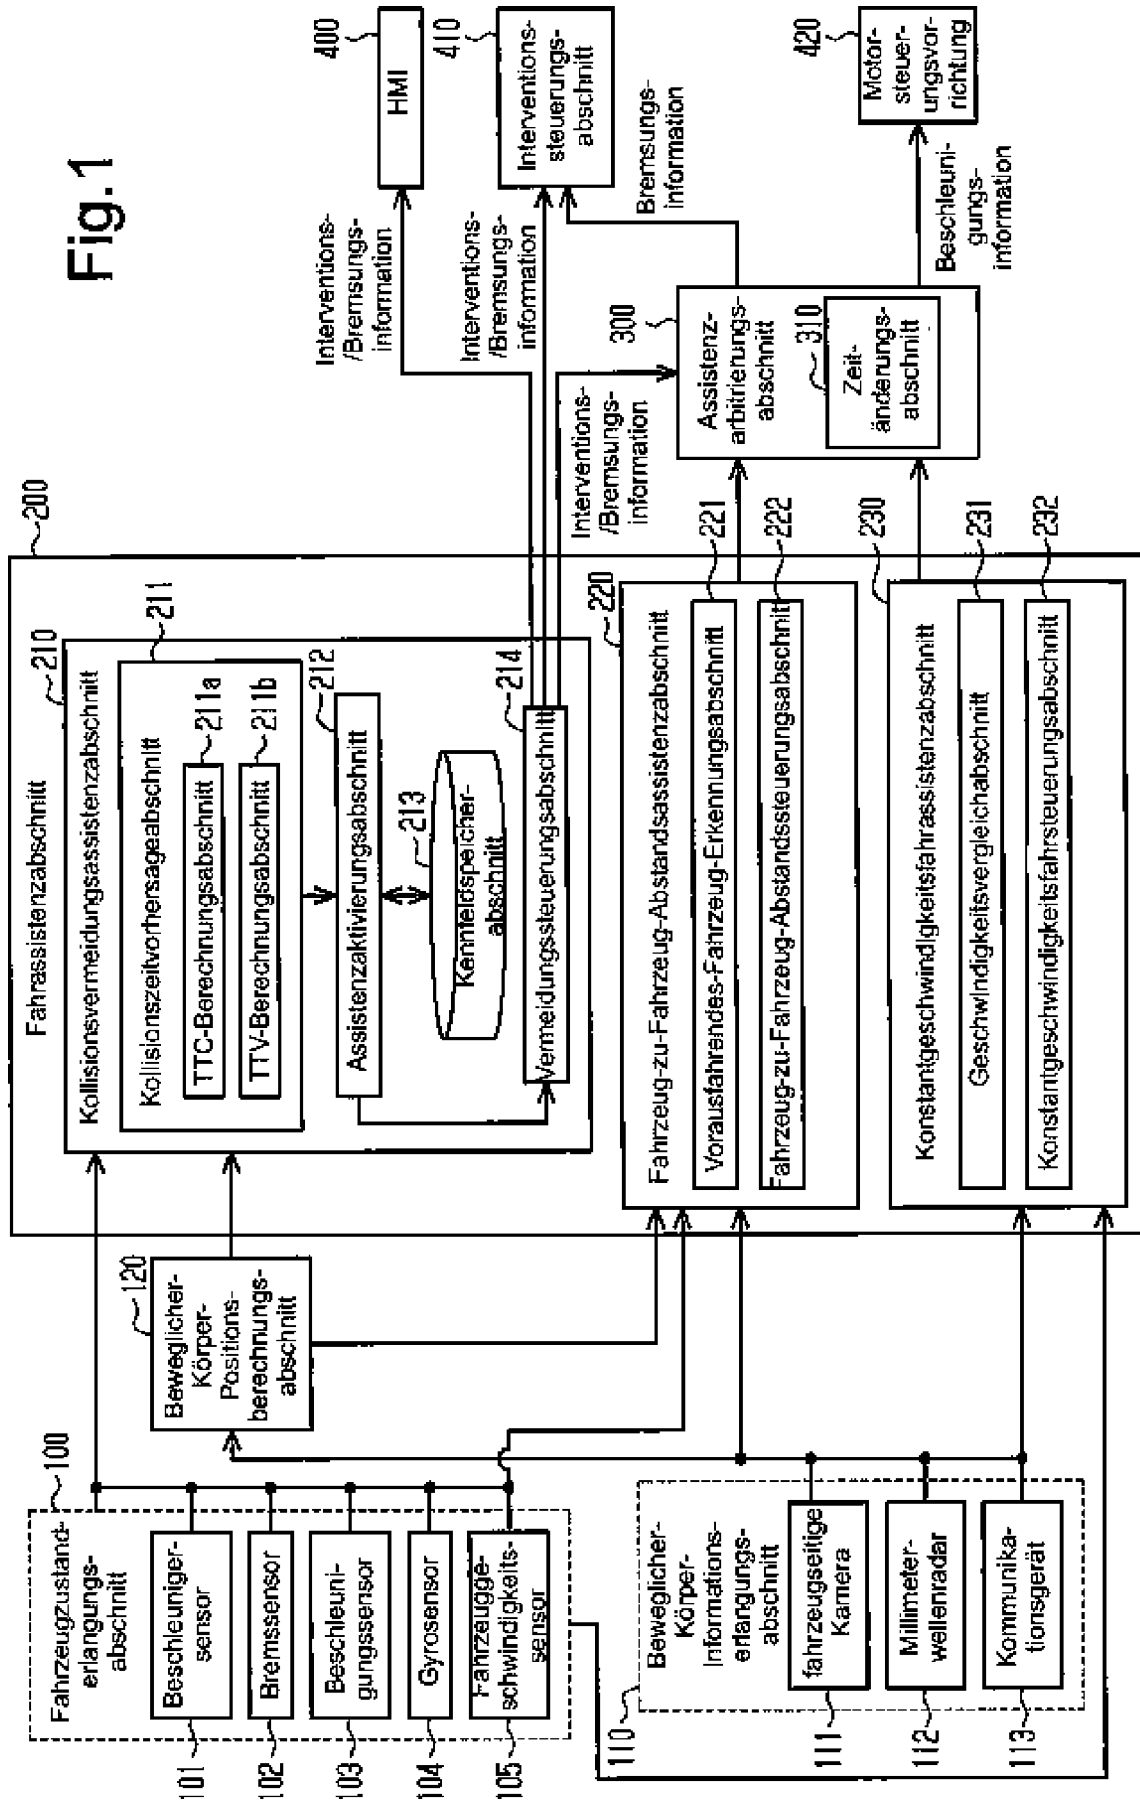 Fig.1
100
Fahrzeugzustand-
erlangungs-
abschnitt
Beschleuniger-
sensor
101
Bremssensor
102
Beschleuni-
gungssensor
103
Gyrosensor
104
Fahrzeugge-
schwindigkeits-
sensor
105
110
Beweglicher-
Körper-
Informations-
erlangungs-
abschnitt
fahrzeugseitige
Kamera
111
Millimeter-
wellenradar
112
Kommunika-
tionsgerät
113
120
Beweglicher-
Körper-
Positions-
berechnungs-
abschnitt
200
Fahrassistenzabschnitt
210
Kollisionsvermeidungsassistenzabschnitt
211
Kollisionszeitvorhersageabschnitt
TTC-Berechnungsabschnitt
211a
TTV-Berechnungsabschnitt
211b
Assistenzaktivierungsabschnitt
212
213
Kennfeldspeicher-
abschnitt
214
Vermeidungssteuerungsabschnitt
220
Fahrzeug-zu-Fahrzeug-Abstandsassistenzabschnitt
Vorausfahrendes-Fahrzeug-Erkennungsabschnitt
221
Fahrzeug-zu-Fahrzeug-Abstandssteuerungsabschnitt
222
230
Konstantgeschwindigkeitsfahrassistenzabschnitt
Geschwindigkeitsvergleichabschnitt
231
Konstantgeschwindigkeitsfahrsteuerungsabschnitt
232
Interventions-
/Bremsungs-
information
Interventions-
/Bremsungs-
information
Interventions-
/Bremsungs-
information
300
Assistenz-
arbitrierungs-
abschnitt
310
Zeit-
änderungs-
abschnitt
Bremsungs-
information
Beschleuni-
gungs-
information
400
HMI
410
Interventions-
steuerungs-
abschnitt
420
Motor-
steuer-
ungsvor-
richtung